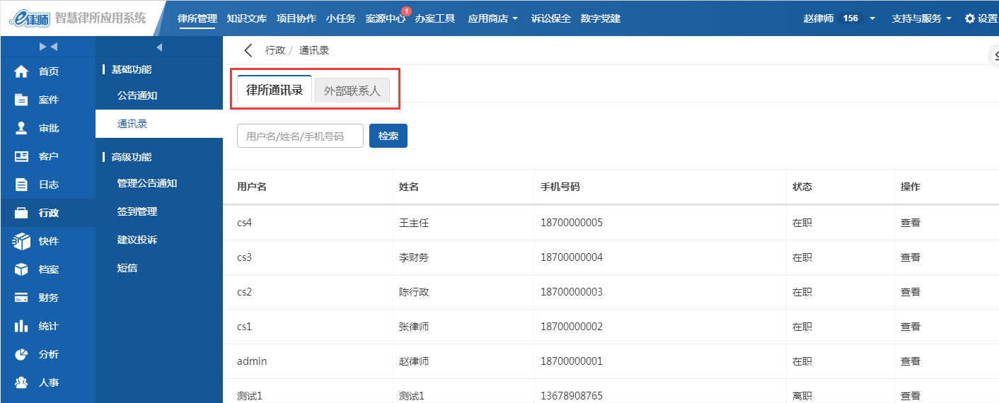 e律师 智慧律所应用系统
律所管理 知识文库 项目协作 小任务 案源中心 1 办案工具 应用商店 诉讼保全 数字党建 赵律师 156 支持与服务 设置
首页
案件
审批
客户
日志
行政
快件
档案
财务
统计
分析
人事
基础功能
公告通知
通讯录
高级功能
管理公告通知
签到管理
建议投诉
短信
行政 / 通讯录
律所通讯录 外部联系人
用户名/姓名/手机号码 检索
用户名 姓名 手机号码 状态 操作
cs4 王主任 18700000005 在职 查看
cs3 李财务 18700000004 在职 查看
cs2 陈行政 18700000003 在职 查看
cs1 张律师 18700000002 在职 查看
admin 赵律师 18700000001 在职 查看
测试1 测试1 13678908765 离职 查看